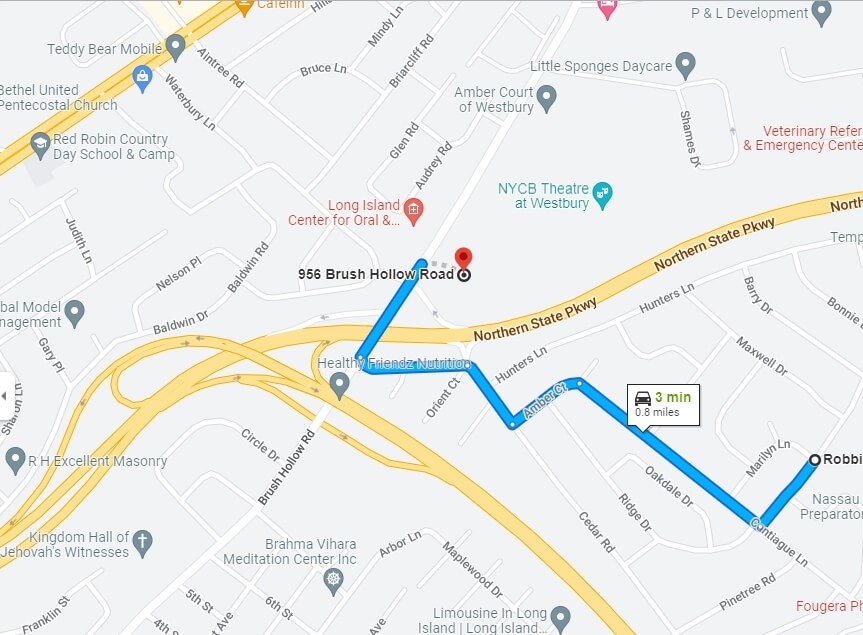 Cafeinn
Mindy Ln
P & L Development
Teddy Bear Mobile
Aintree Rd
Bruce Ln
Briarcliff Rd
Little Sponges Daycare
Waterbury Ln
Bethel United
Pentecostal Church
Amber Court
of Westbury
Shames Dr
Red Robin Country
Day School & Camp
Glen Rd
Audrey Rd
Veterinary Refer
& Emergency Cente
NYCB Theatre
at Westbury
Long Island
Center for Oral &...
North
Judith Ln
Northern State Pkwy
Temp
Nelson Pl
Baldwin Rd
956 Brush Hollow Road
bal Model
nagement
Baldwin Dr
Northern State Pkwy
Hunters Ln
Barry Dr
Bonnie
Gary Pl
Healthy Friendz Nutrition
Hunters Ln
Maxwell Dr
Sharon Ln
Orient Ct
Amber Ct
3 min
0.8 miles
Circle Dr
R H Excellent Masonry
Brush Hollow Rd
Marilyn Ln
Robbi
Oakdale Dr
Ridge Dr
Nassau
Preparator
Cedar Rd
Cantiague Ln
Kingdom Hall of
Jehovah's Witnesses
Brahma Vihara
Meditation Center Inc
Arbor Ln
Maplewood Dr
Pinetree Rd
Franklin St
5th St
4th S
6th St
t Ave
Ave
Limousine In Long
Island | Long Island...
Fougera Ph